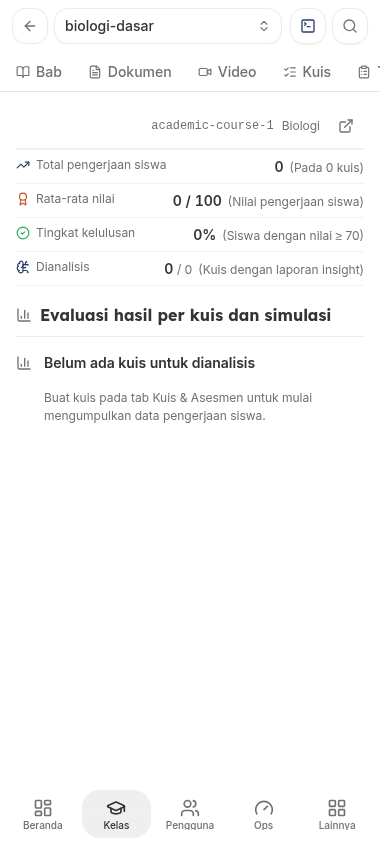 biologi-dasar
Bab Dokumen Video Kuis
academic-course-1 Biologi
Total pengerjaan siswa 0 (Pada 0 kuis)
Rata-rata nilai 0 / 100 (Nilai pengerjaan siswa)
Tingkat kelulusan 0% (Siswa dengan nilai ≥ 70)
Dianalisis 0 / 0 (Kuis dengan laporan Insight)
Evaluasi hasil per kuis dan simulasi
Belum ada kuis untuk dianalisis
Buat kuis pada tab Kuis & Asesmen untuk mulai
mengumpulkan data pengerjaan siswa.
Beranda Kelas Pengguna Ops Lainnya